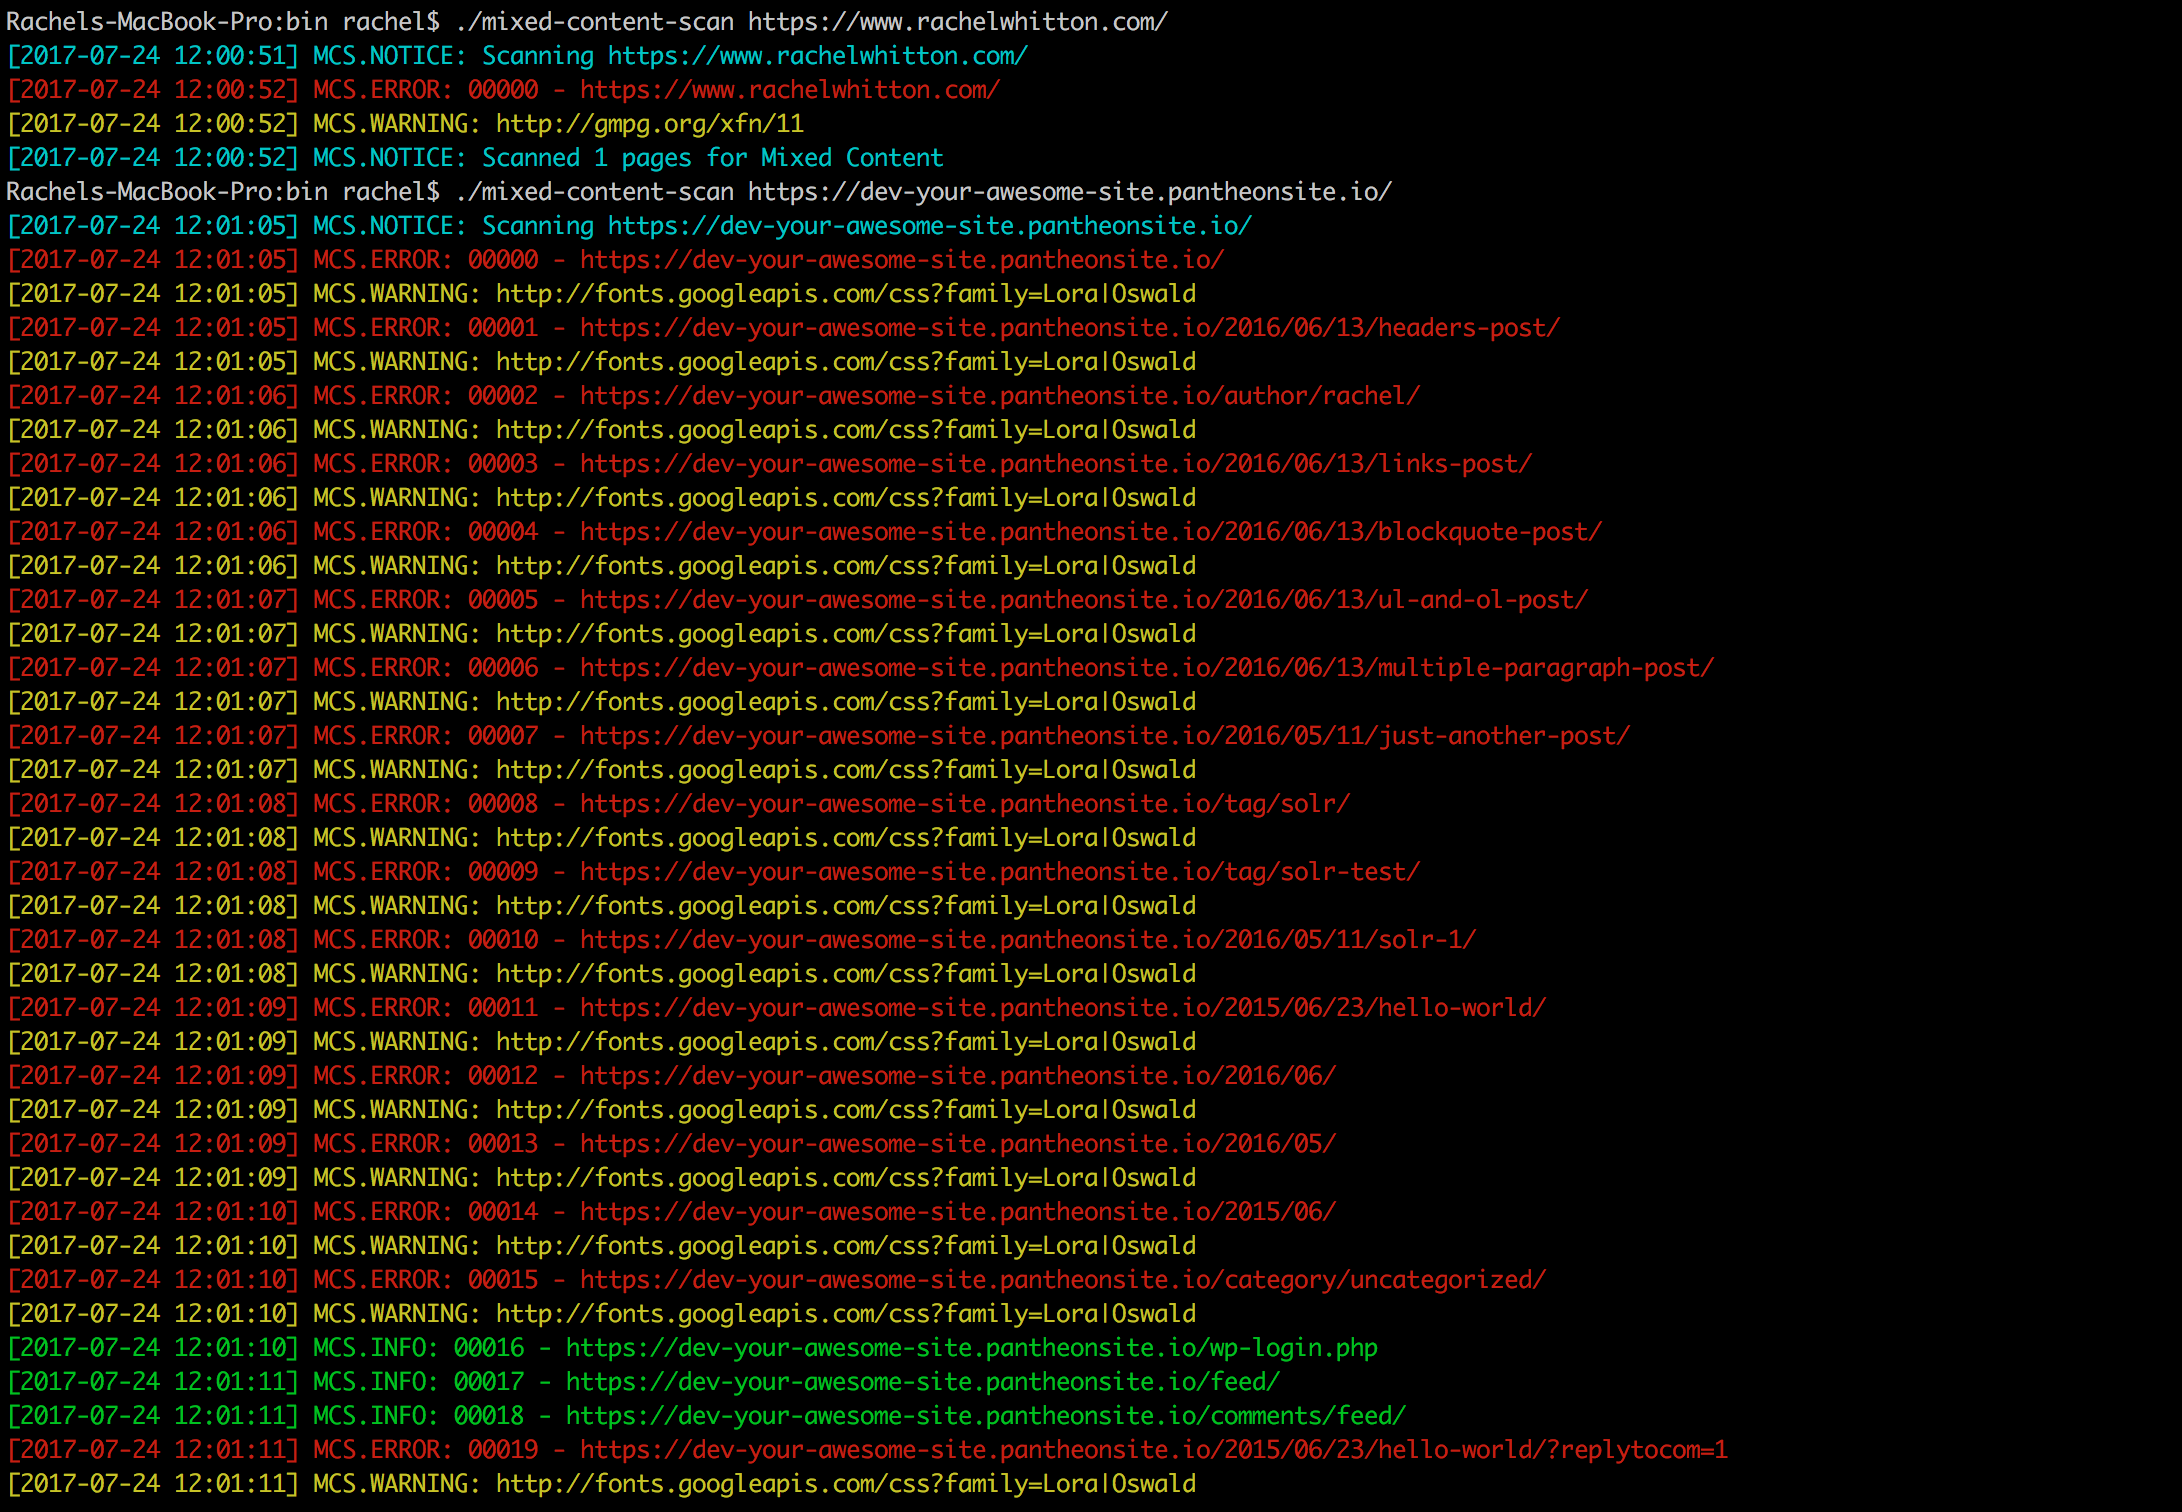 Rachels-MacBook-Pro:bin rachel$ ./mixed-content-scan https://www.rachelwhitton.com/
[2017-07-24 12:00:51] MCS.NOTICE: Scanning https://www.rachelwhitton.com/
[2017-07-24 12:00:52] MCS.ERROR: 00000 - https://www.rachelwhitton.com/
[2017-07-24 12:00:52] MCS.WARNING: http://gmpg.org/xfn/11
[2017-07-24 12:00:52] MCS.NOTICE: Scanned 1 pages for Mixed Content
Rachels-MacBook-Pro:bin rachel$ ./mixed-content-scan https://dev-your-awesome-site.pantheonsite.io/
[2017-07-24 12:01:05] MCS.NOTICE: Scanning https://dev-your-awesome-site.pantheonsite.io/
[2017-07-24 12:01:05] MCS.ERROR: 00000 - https://dev-your-awesome-site.pantheonsite.io/
[2017-07-24 12:01:05] MCS.WARNING: http://fonts.googleapis.com/css?family=Lora|Oswald
[2017-07-24 12:01:05] MCS.ERROR: 00001 - https://dev-your-awesome-site.pantheonsite.io/2016/06/13/headers-post/
[2017-07-24 12:01:05] MCS.WARNING: http://fonts.googleapis.com/css?family=Lora|Oswald
[2017-07-24 12:01:06] MCS.ERROR: 00002 - https://dev-your-awesome-site.pantheonsite.io/author/rachel/
[2017-07-24 12:01:06] MCS.WARNING: http://fonts.googleapis.com/css?family=Lora|Oswald
[2017-07-24 12:01:06] MCS.ERROR: 00003 - https://dev-your-awesome-site.pantheonsite.io/2016/06/13/links-post/
[2017-07-24 12:01:06] MCS.WARNING: http://fonts.googleapis.com/css?family=Lora|Oswald
[2017-07-24 12:01:06] MCS.ERROR: 00004 - https://dev-your-awesome-site.pantheonsite.io/2016/06/13/blockquote-post/
[2017-07-24 12:01:06] MCS.WARNING: http://fonts.googleapis.com/css?family=Lora|Oswald
[2017-07-24 12:01:07] MCS.ERROR: 00005 - https://dev-your-awesome-site.pantheonsite.io/2016/06/13/ul-and-ol-post/
[2017-07-24 12:01:07] MCS.WARNING: http://fonts.googleapis.com/css?family=Lora|Oswald
[2017-07-24 12:01:07] MCS.ERROR: 00006 - https://dev-your-awesome-site.pantheonsite.io/2016/06/13/multiple-paragraph-post/
[2017-07-24 12:01:07] MCS.WARNING: http://fonts.googleapis.com/css?family=Lora|Oswald
[2017-07-24 12:01:07] MCS.ERROR: 00007 - https://dev-your-awesome-site.pantheonsite.io/2016/05/11/just-another-post/
[2017-07-24 12:01:07] MCS.WARNING: http://fonts.googleapis.com/css?family=Lora|Oswald
[2017-07-24 12:01:08] MCS.ERROR: 00008 - https://dev-your-awesome-site.pantheonsite.io/tag/solr/
[2017-07-24 12:01:08] MCS.WARNING: http://fonts.googleapis.com/css?family=Lora|Oswald
[2017-07-24 12:01:08] MCS.ERROR: 00009 - https://dev-your-awesome-site.pantheonsite.io/tag/solr-test/
[2017-07-24 12:01:08] MCS.WARNING: http://fonts.googleapis.com/css?family=Lora|Oswald
[2017-07-24 12:01:08] MCS.ERROR: 00010 - https://dev-your-awesome-site.pantheonsite.io/2016/05/11/solr-1/
[2017-07-24 12:01:08] MCS.WARNING: http://fonts.googleapis.com/css?family=Lora|Oswald
[2017-07-24 12:01:09] MCS.ERROR: 00011 - https://dev-your-awesome-site.pantheonsite.io/2015/06/23/hello-world/
[2017-07-24 12:01:09] MCS.WARNING: http://fonts.googleapis.com/css?family=Lora|Oswald
[2017-07-24 12:01:09] MCS.ERROR: 00012 - https://dev-your-awesome-site.pantheonsite.io/2016/06/
[2017-07-24 12:01:09] MCS.WARNING: http://fonts.googleapis.com/css?family=Lora|Oswald
[2017-07-24 12:01:09] MCS.ERROR: 00013 - https://dev-your-awesome-site.pantheonsite.io/2016/05/
[2017-07-24 12:01:09] MCS.WARNING: http://fonts.googleapis.com/css?family=Lora|Oswald
[2017-07-24 12:01:10] MCS.ERROR: 00014 - https://dev-your-awesome-site.pantheonsite.io/2015/06/
[2017-07-24 12:01:10] MCS.WARNING: http://fonts.googleapis.com/css?family=Lora|Oswald
[2017-07-24 12:01:10] MCS.ERROR: 00015 - https://dev-your-awesome-site.pantheonsite.io/category/uncategorized/
[2017-07-24 12:01:10] MCS.WARNING: http://fonts.googleapis.com/css?family=Lora|Oswald
[2017-07-24 12:01:10] MCS.INFO: 00016 - https://dev-your-awesome-site.pantheonsite.io/wp-login.php
[2017-07-24 12:01:11] MCS.INFO: 00017 - https://dev-your-awesome-site.pantheonsite.io/feed/
[2017-07-24 12:01:11] MCS.INFO: 00018 - https://dev-your-awesome-site.pantheonsite.io/comments/feed/
[2017-07-24 12:01:11] MCS.ERROR: 00019 - https://dev-your-awesome-site.pantheonsite.io/2015/06/23/hello-world/?replytocom=1
[2017-07-24 12:01:11] MCS.WARNING: http://fonts.googleapis.com/css?family=Lora|Oswald